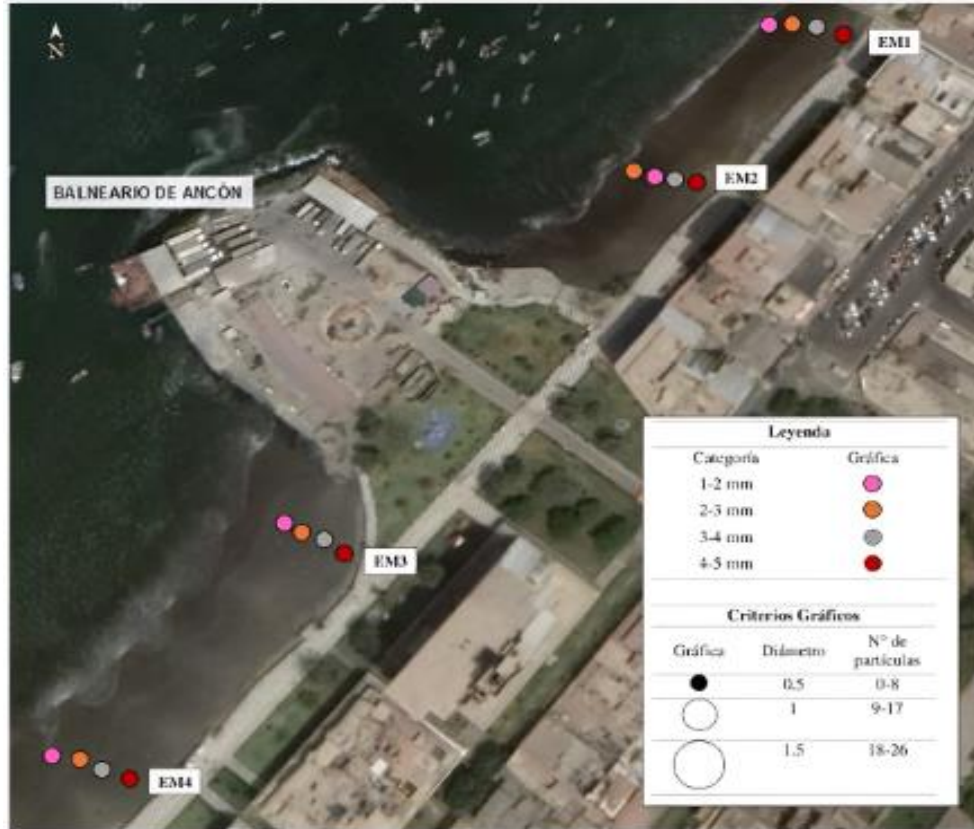 N
EM1
EM2
BALNEARIO DE ANCÓN
EM3
EM4
Leyenda
Categoría Gráfica
1-2 mm
2-3 mm
3-4 mm
4-5 mm
Criterios Gráficos
Gráfica Diámetro N° de
partículas
0.5 0-8
1 9-17
1.5 18-26